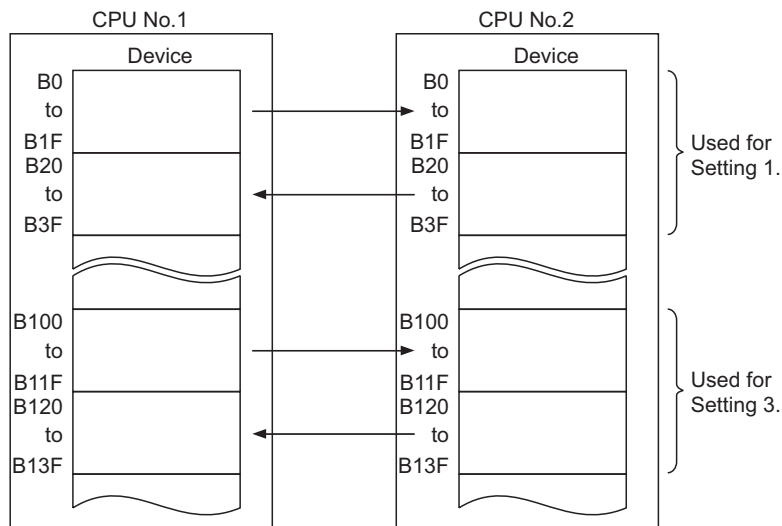 CPU No.1
CPU No.2
Device
Device
B0
to
B1F
B20
to
B3F
B0
to
B1F
B20
to
B3F
Used for
Setting 1.
B100
to
B11F
B120
to
B13F
B100
to
B11F
B120
to
B13F
Used for
Setting 3.